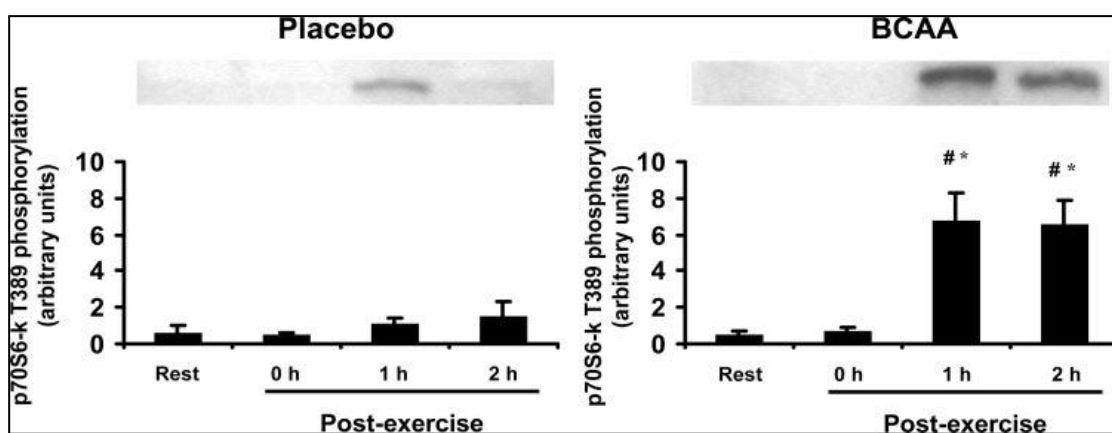 Placebo
p70S6-k T389 phosphorylation
(arbitrary units)
10
8
6
4
2
0
Rest
0 h
1 h
2 h
Post-exercise
BCAA
p70S6-k T389 phosphorylation
(arbitrary units)
10
8
6
4
2
0
# *
# *
Rest
0 h
1 h
2 h
Post-exercise